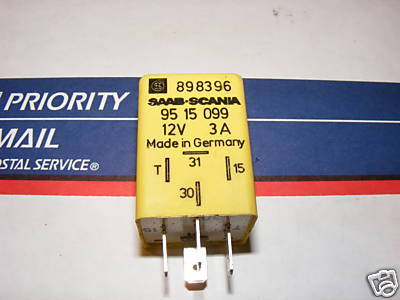 PRIORITY
MAIL
POSTAL SERVICE®
898396
SAAB-SCANIA
95 15 099
12V 3A
Made in Germany
T 31 15
30